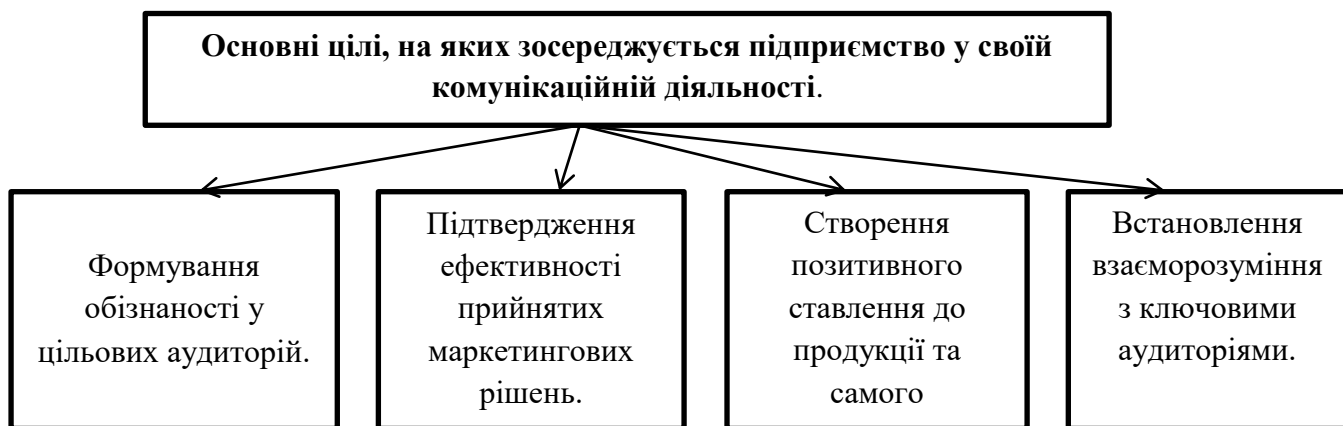 Основні цілі, на яких зосереджується підприємство у своїй
комунікаційній діяльності.
Формування
обізнаності у
цільових аудиторій.
Підтвердження
ефективності
прийнятих
маркетингових
рішень.
Створення
позитивного
ставлення до
продукції та
самого
Встановлення
взаєморозуміння
з ключовими
аудиторіями.